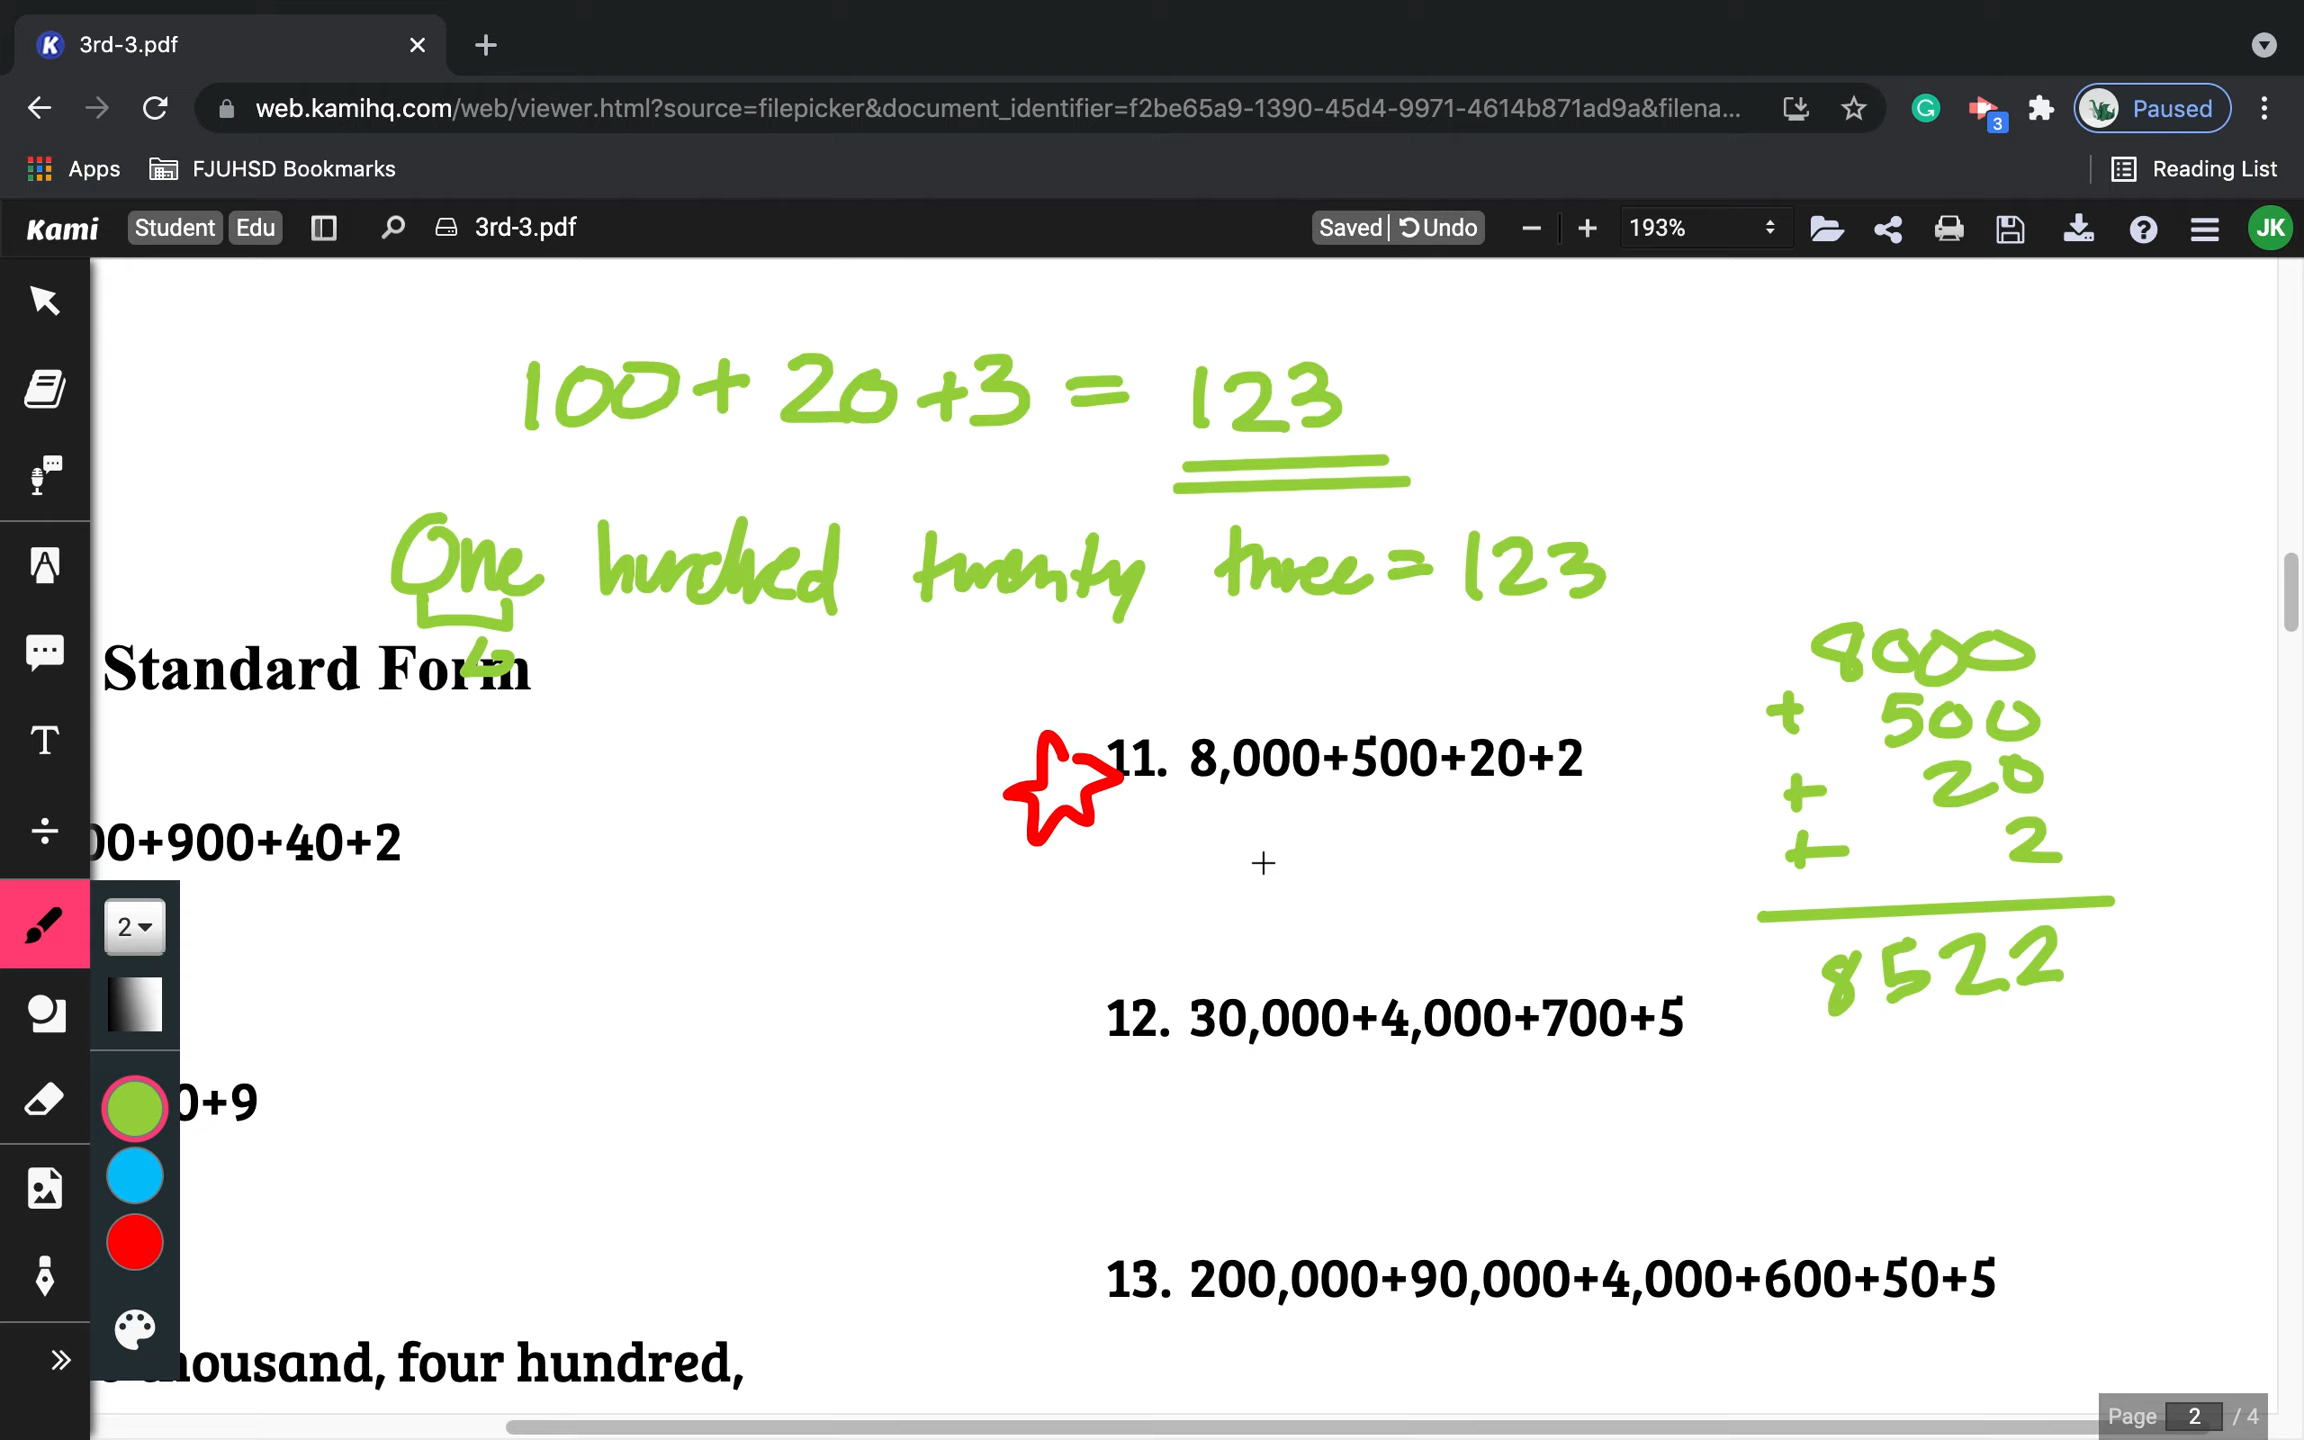 3rd-3.pdf
web.kamihq.com/web/viewer.html?source=filepicker&document_identifier=f2be65a9-1390-45d4-9971-4614b871ad9a&filena...
3
Paused
Apps
FJUHSD Bookmarks
Reading List
Kami
Student
Edu
3rd-3.pdf
Saved
Undo
193%
JK
100+20+3=123
One hundred twenty three=123
Standard Form
8000
+ 500
+ 20
+ 2
8522
11. 8,000+500+20+2
00+900+40+2
2
12. 30,000+4,000+700+5
0+9
13. 200,000+90,000+4,000+600+50+5
housand, four hundred,
Page 2 / 4